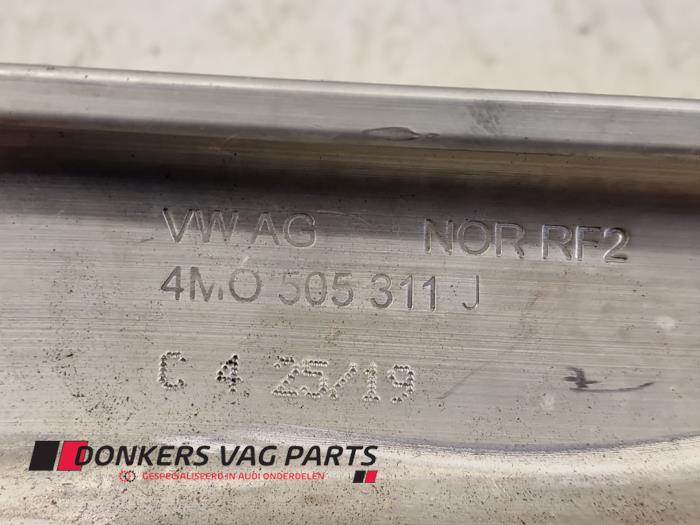 VW AG NOR RF2
4M0 505 311 J
C 4 25/19
DONKERS VAG PARTS
GESPECIALISEERD IN AUDI ONDERDELEN